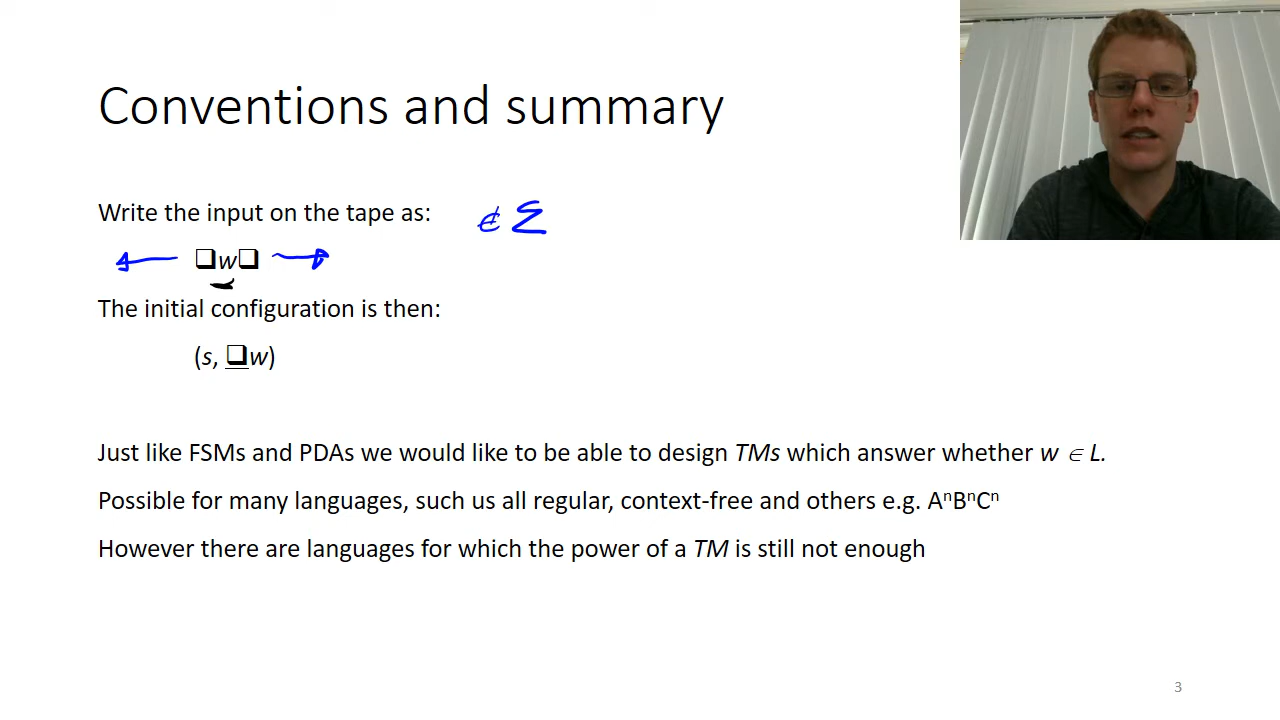 Conventions and summary
Write the input on the tape as: ∉ Σ
❑w❑
The initial configuration is then:
(s, ❑w)
Just like FSMs and PDAs we would like to be able to design TMs which answer whether w ∈ L.
Possible for many languages, such us all regular, context-free and others e.g. AⁿBⁿCⁿ
However there are languages for which the power of a TM is still not enough
3